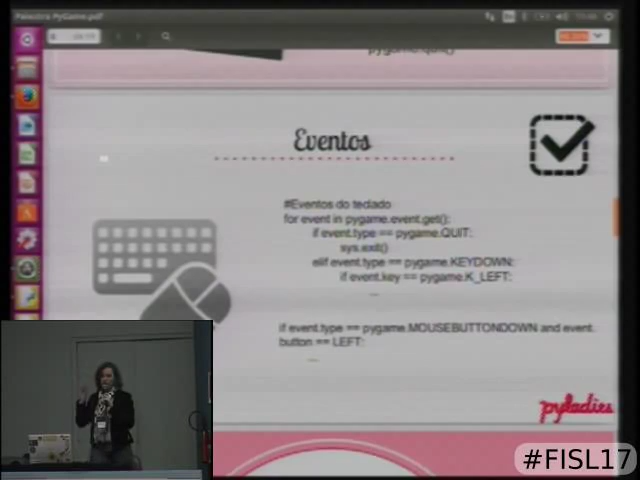 Palestra PyGame.pdf
pygame.quit()
Eventos
#Eventos do teclado
for event in pygame.event.get():
if event.type == pygame.QUIT:
sys.exit()
elif event.type == pygame.KEYDOWN:
if event.key == pygame.K_LEFT:
if event.type == pygame.MOUSEBUTTONDOWN and event.
button == LEFT:
pyladies
#FISL17